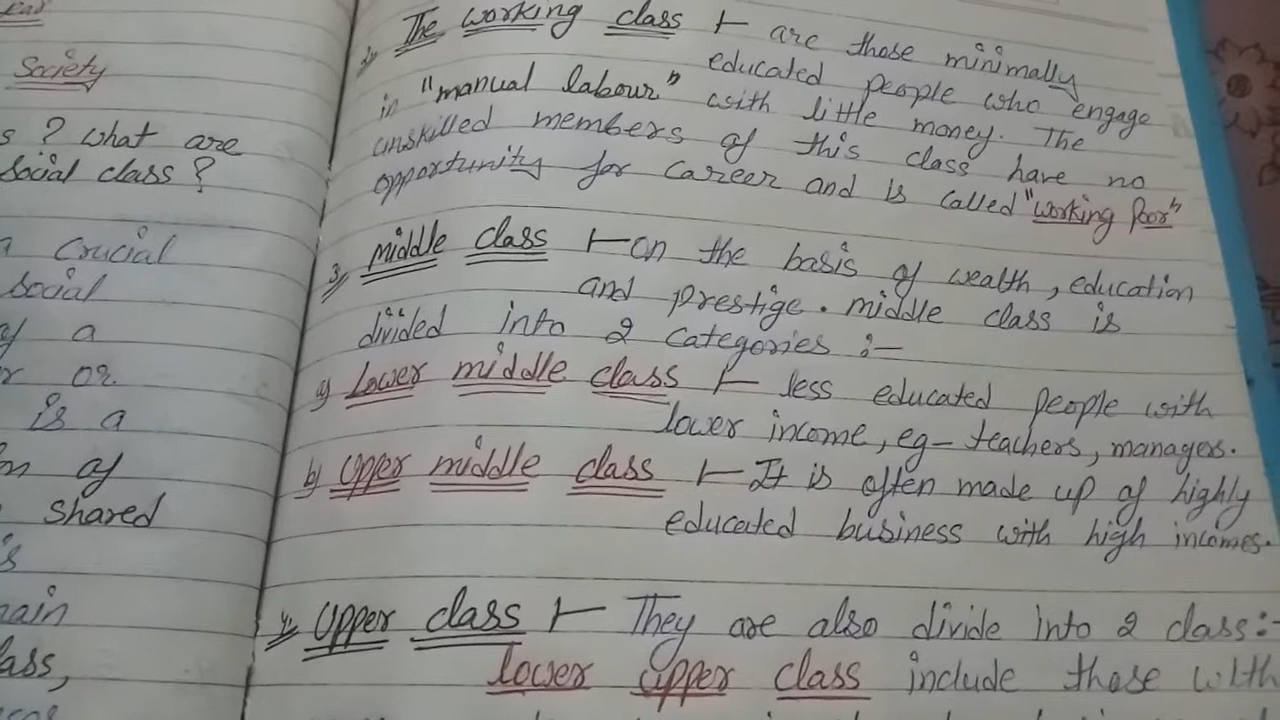 Society
s ? what are
social class ?
a crucial
social
of a
or
is a
of
shared
ain
lass,
2) The working class :- are those minimally
educated people who engage
in "manual labour" with little money. The
unskilled members of this class have no
opportunity for career and is called "working poor"
3) middle class :- on the basis of wealth, education
and prestige. middle class is
divided into 2 categories :-
a) Lower middle class :- less educated people with
lower income, eg- teachers, managers.
b) Upper middle class :- It is often made up of highly
educated business with high incomes.
4) Upper class :- They are also divide into 2 class:-
lower upper class include those with